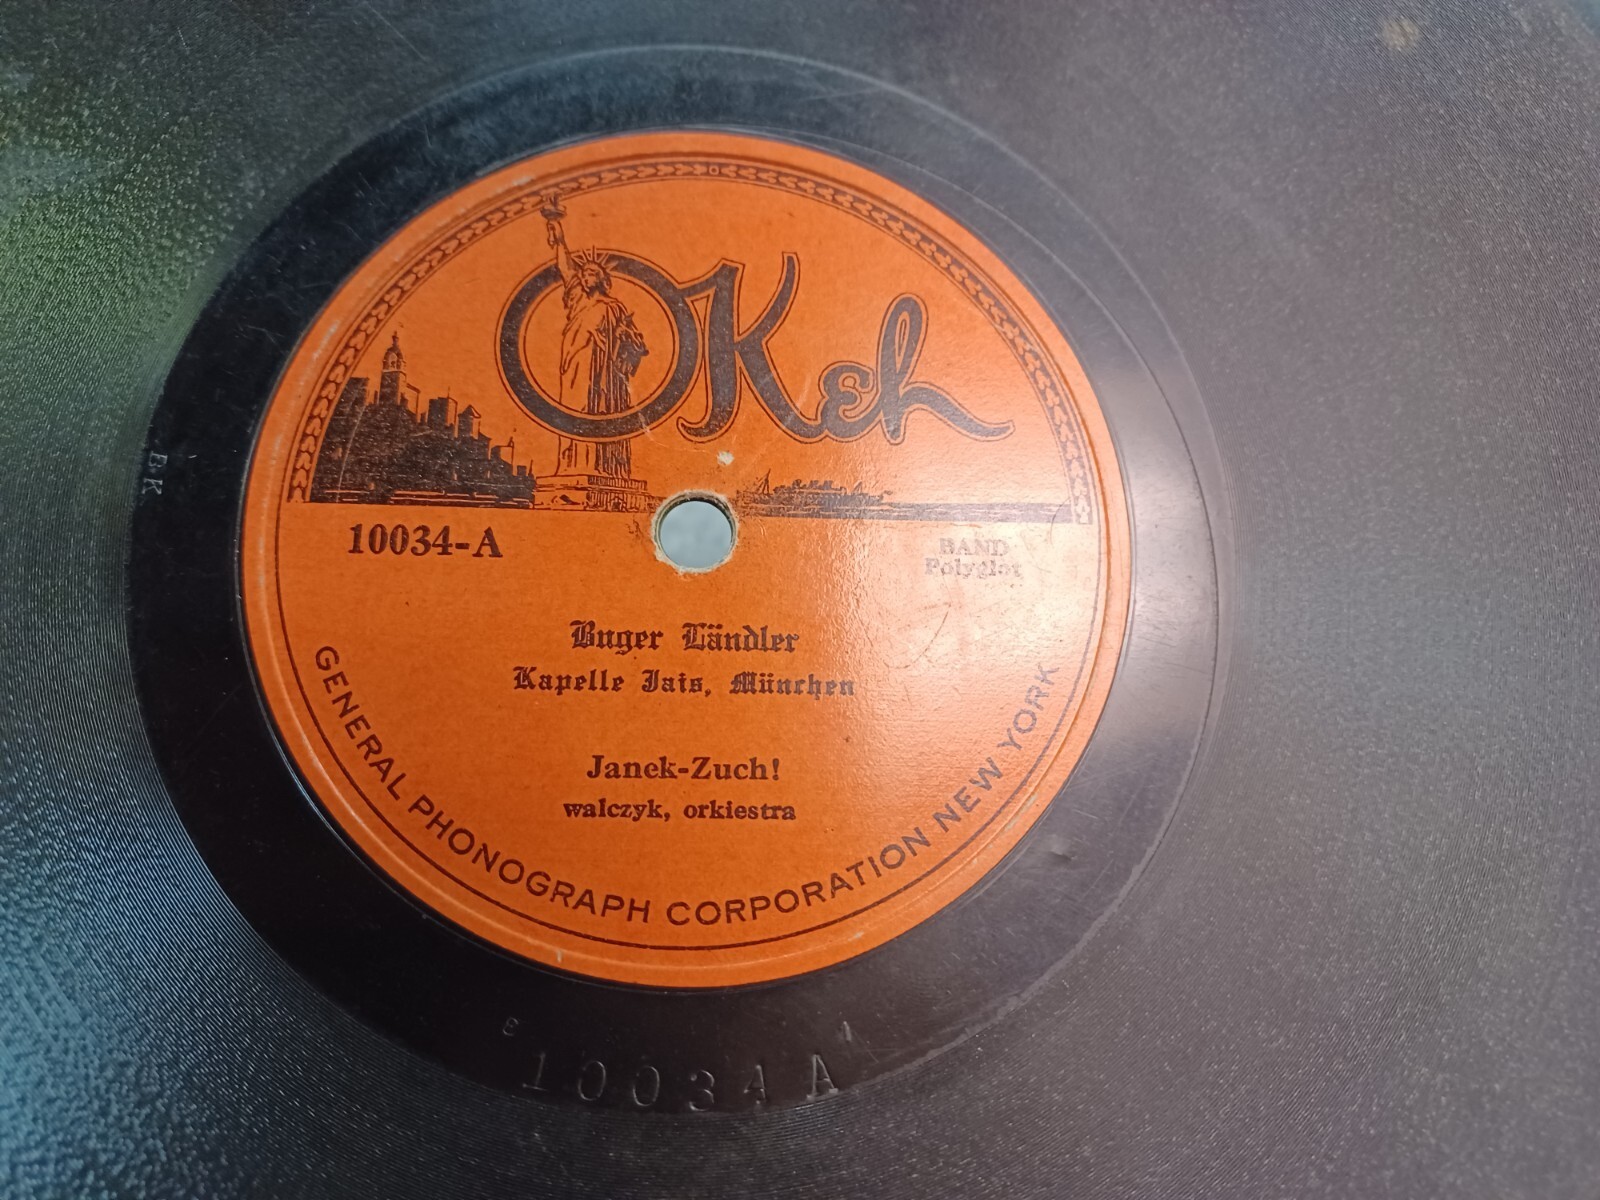 OKeh
10034-A
BAND
Polyglot
Buger Ländler
Kapelle Jais, München
Janek-Zuch!
walczyk, orkiestra
GENERAL PHONOGRAPH CORPORATION NEW YORK
BK
E
10034 A